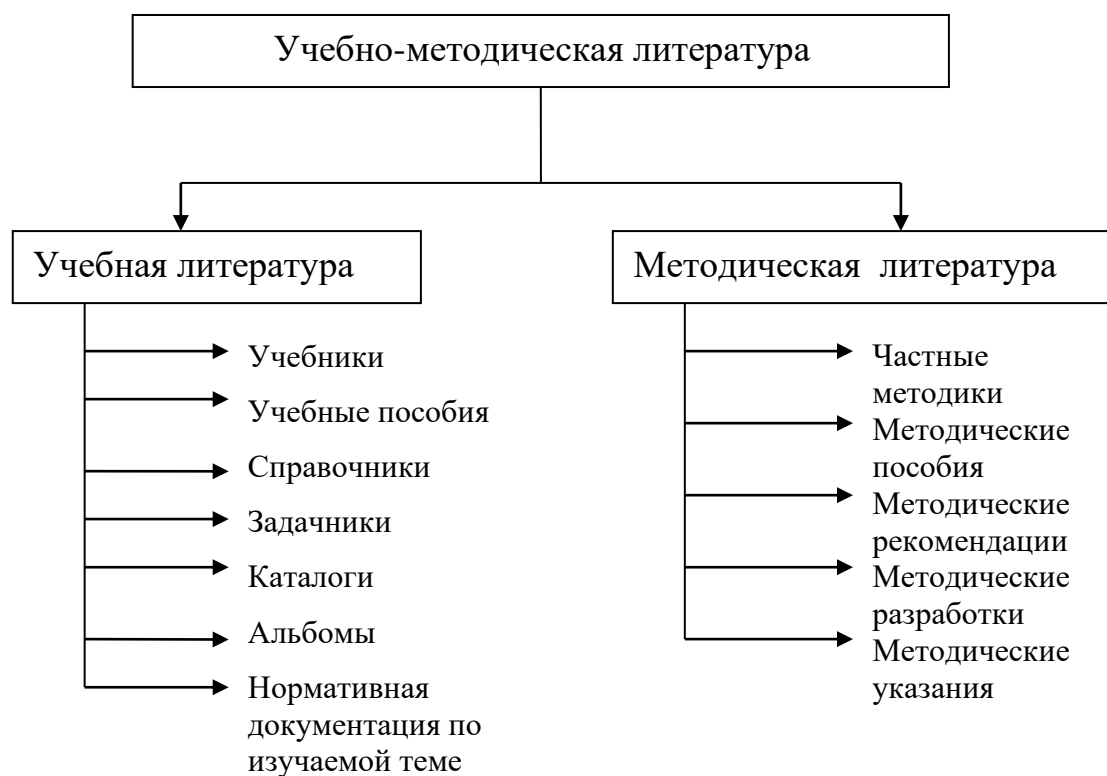 Учебно-методическая литература
Учебная литература
Учебники
Учебные пособия
Справочники
Задачники
Каталоги
Альбомы
Нормативная
документация по
изучаемой теме
Методическая литература
Частные
методики
Методические
пособия
Методические
рекомендации
Методические
разработки
Методические
указания